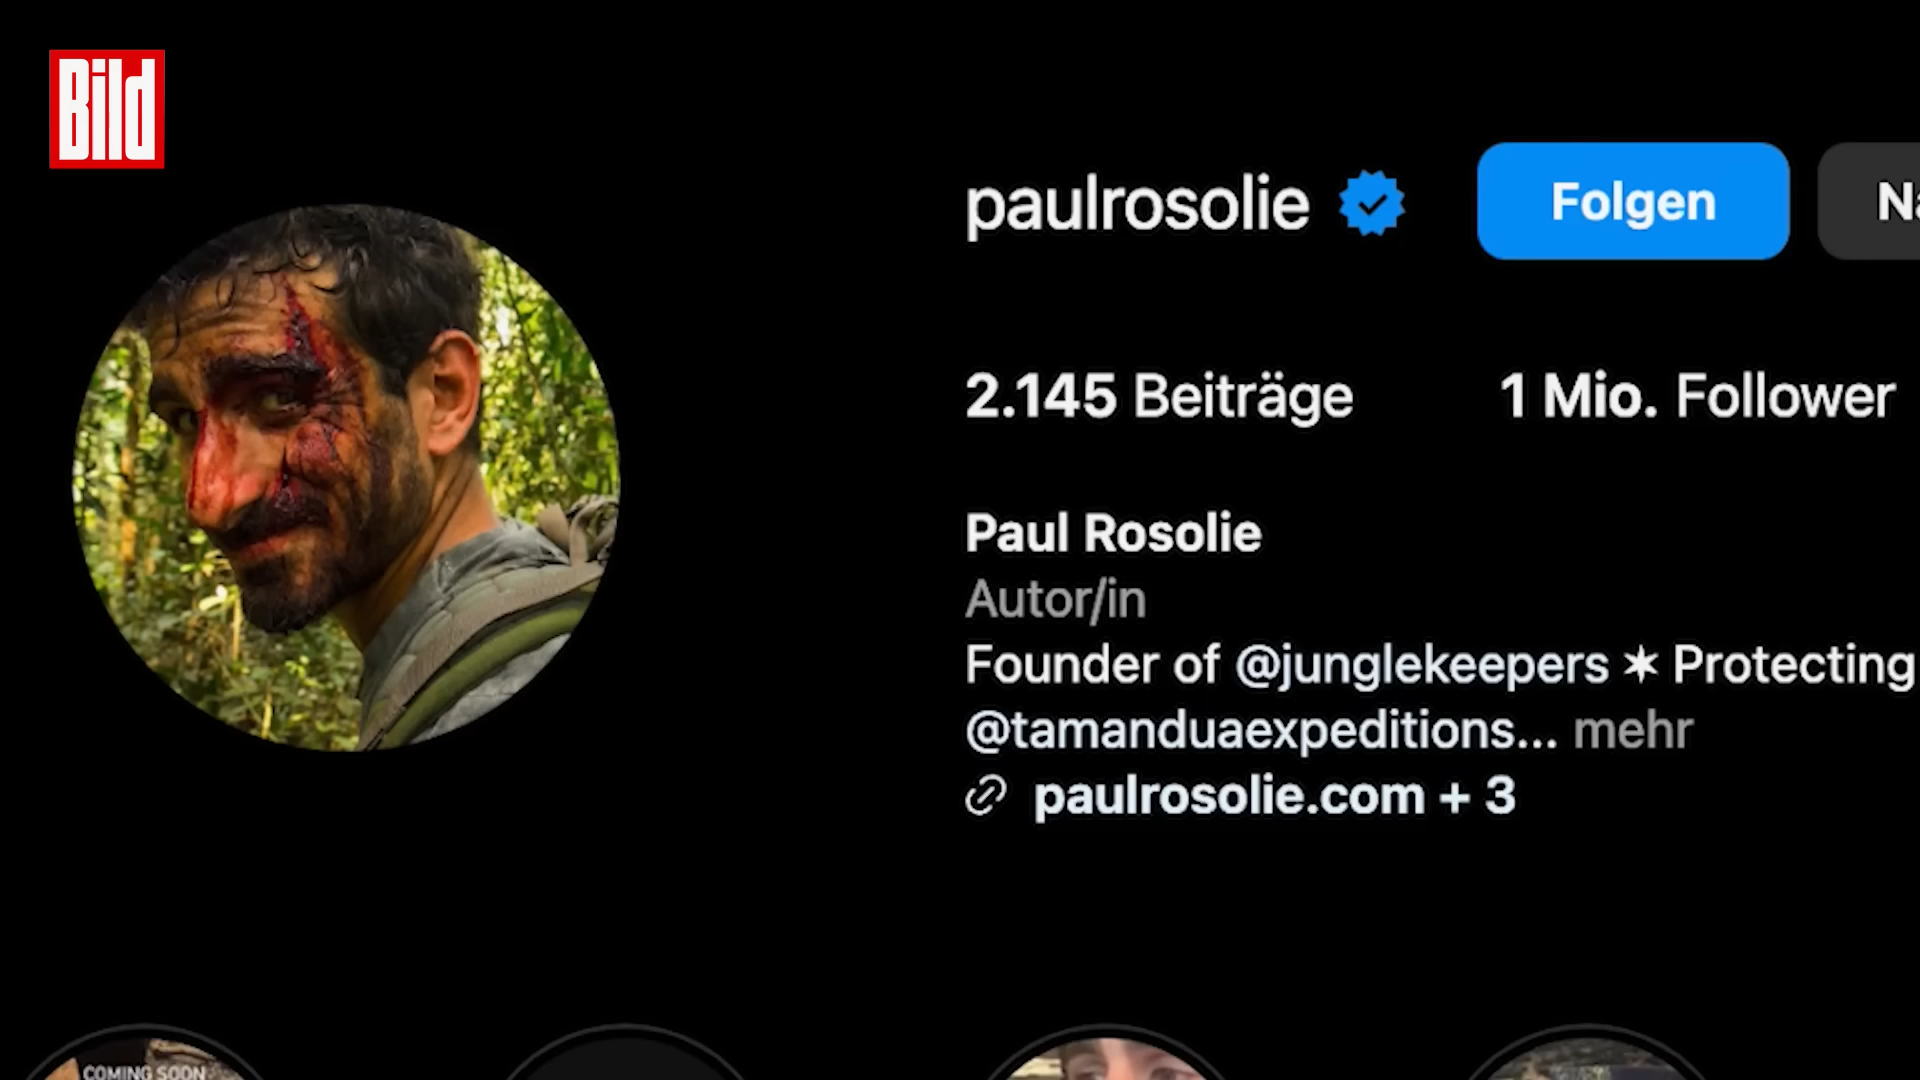 Bild
paulrosolie
Folgen
2.145 Beiträge
1 Mio. Follower
Paul Rosolie
Autor/in
Founder of @junglekeepers ✶ Protecting
@tamanduaexpeditions... mehr
paulrosolie.com + 3
COMING SOON